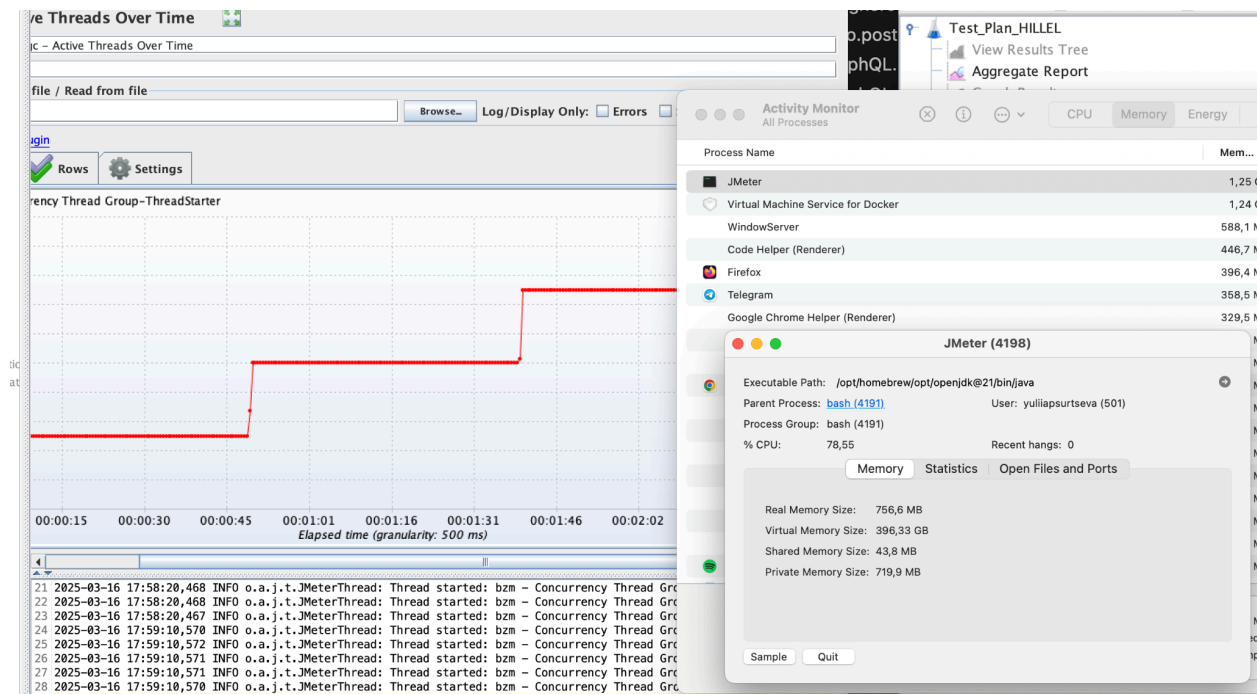 ve Threads Over Time
gc – Active Threads Over Time
file / Read from file
Browse...
Log/Display Only:
Errors
ugin
Rows
Settings
rency Thread Group-ThreadStarter
00:00:15
00:00:30
00:00:45
00:01:01
00:01:16
00:01:31
00:01:46
00:02:02
Elapsed time (granularity: 500 ms)
21 2025-03-16 17:58:20,468 INFO o.a.j.t.JMeterThread: Thread started: bzm – Concurrency Thread Gro
22 2025-03-16 17:58:20,468 INFO o.a.j.t.JMeterThread: Thread started: bzm – Concurrency Thread Gro
23 2025-03-16 17:58:20,467 INFO o.a.j.t.JMeterThread: Thread started: bzm – Concurrency Thread Gro
24 2025-03-16 17:59:10,570 INFO o.a.j.t.JMeterThread: Thread started: bzm – Concurrency Thread Gro
25 2025-03-16 17:59:10,572 INFO o.a.j.t.JMeterThread: Thread started: bzm – Concurrency Thread Gro
26 2025-03-16 17:59:10,571 INFO o.a.j.t.JMeterThread: Thread started: bzm – Concurrency Thread Gro
27 2025-03-16 17:59:10,571 INFO o.a.j.t.JMeterThread: Thread started: bzm – Concurrency Thread Gro
28 2025-03-16 17:59:10,570 INFO o.a.j.t.JMeterThread: Thread started: bzm – Concurrency Thread Gro
o.post
phQL.
Test_Plan_HILLEL
View Results Tree
Aggregate Report
Activity Monitor
All Processes
CPU
Memory
Energy
Process Name
Mem...
JMeter 1,25 G
Virtual Machine Service for Docker 1,24 G
WindowServer 588,1 M
Code Helper (Renderer) 446,7 M
Firefox 396,4 M
Telegram 358,5 M
Google Chrome Helper (Renderer) 329,5 M
JMeter (4198)
Executable Path: /opt/homebrew/opt/openjdk@21/bin/java
Parent Process: bash (4191) User: yuliiapsurtseva (501)
Process Group: bash (4191)
% CPU: 78,55 Recent hangs: 0
Memory
Statistics
Open Files and Ports
Real Memory Size: 756,6 MB
Virtual Memory Size: 396,33 GB
Shared Memory Size: 43,8 MB
Private Memory Size: 719,9 MB
Sample
Quit